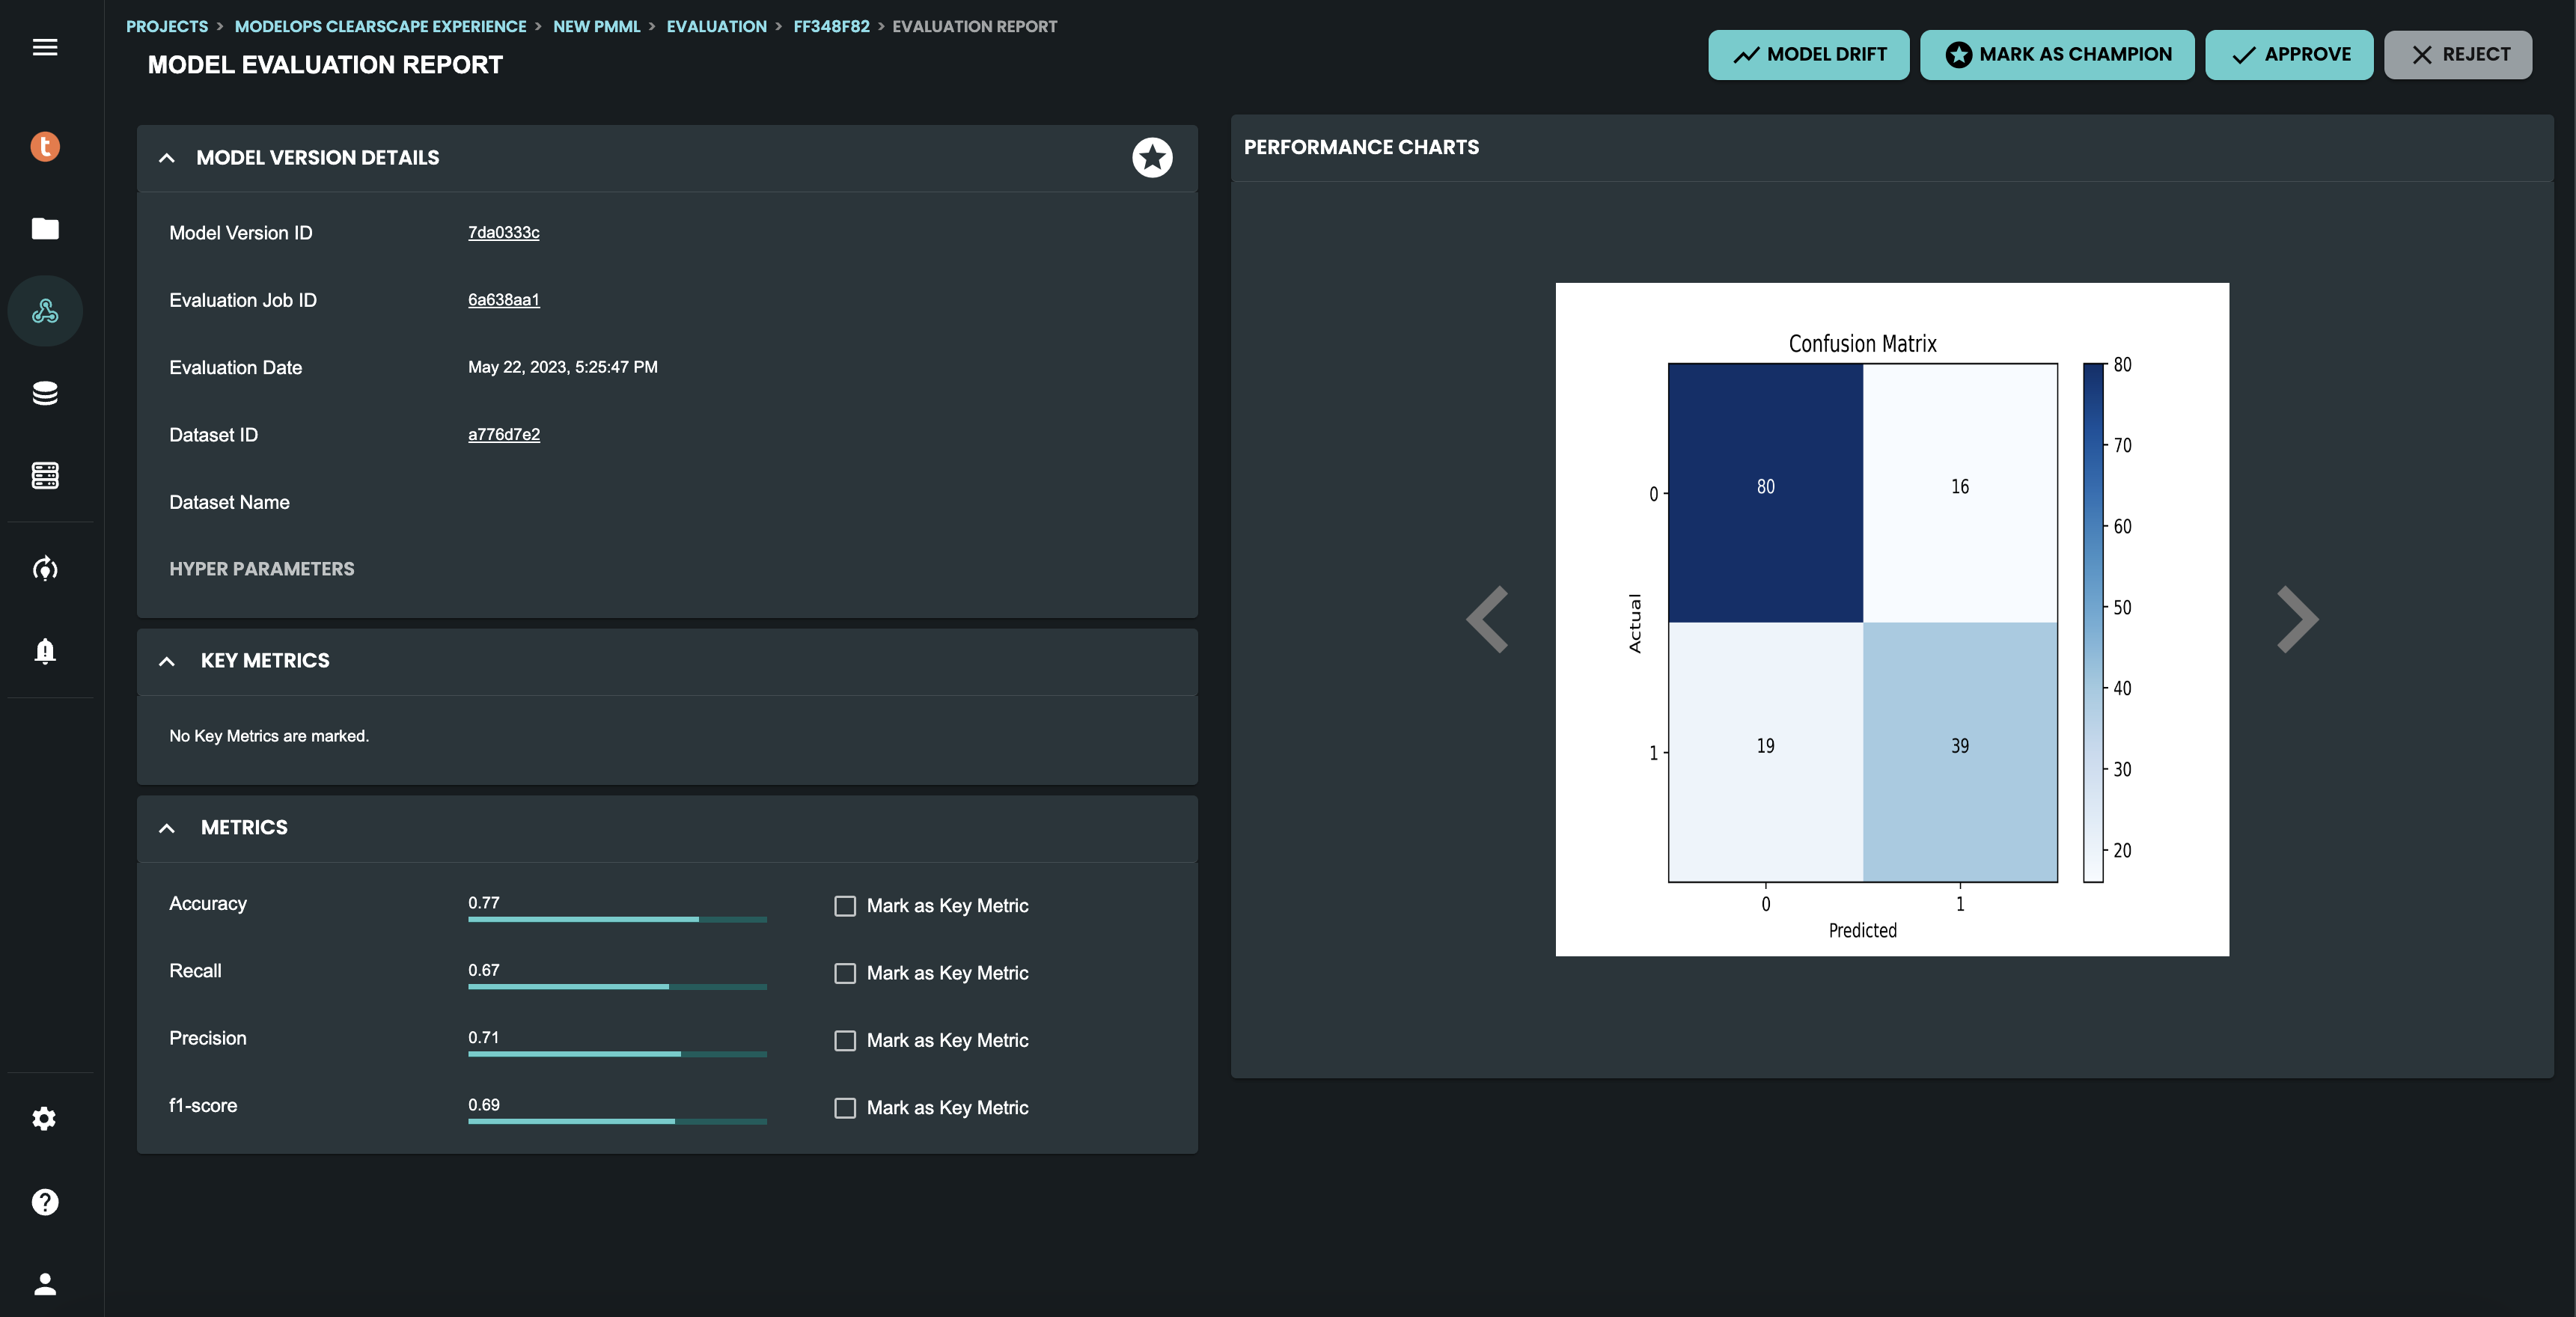 PROJECTS > MODELOPS CLEARSCAPE EXPERIENCE > NEW PMML > EVALUATION > FF348F82 > EVALUATION REPORT
MODEL EVALUATION REPORT
MODEL DRIFT
MARK AS CHAMPION
APPROVE
REJECT
t
MODEL VERSION DETAILS
Model Version ID 7da0333c
Evaluation Job ID 6a638aa1
Evaluation Date May 22, 2023, 5:25:47 PM
Dataset ID a776d7e2
Dataset Name
HYPER PARAMETERS
KEY METRICS
No Key Metrics are marked.
METRICS
Accuracy 0.77 Mark as Key Metric
Recall 0.67 Mark as Key Metric
Precision 0.71 Mark as Key Metric
f1-score 0.69 Mark as Key Metric
PERFORMANCE CHARTS
Confusion Matrix
Actual
0 80 16
1 19 39
0 1
Predicted
80
70
60
50
40
30
20